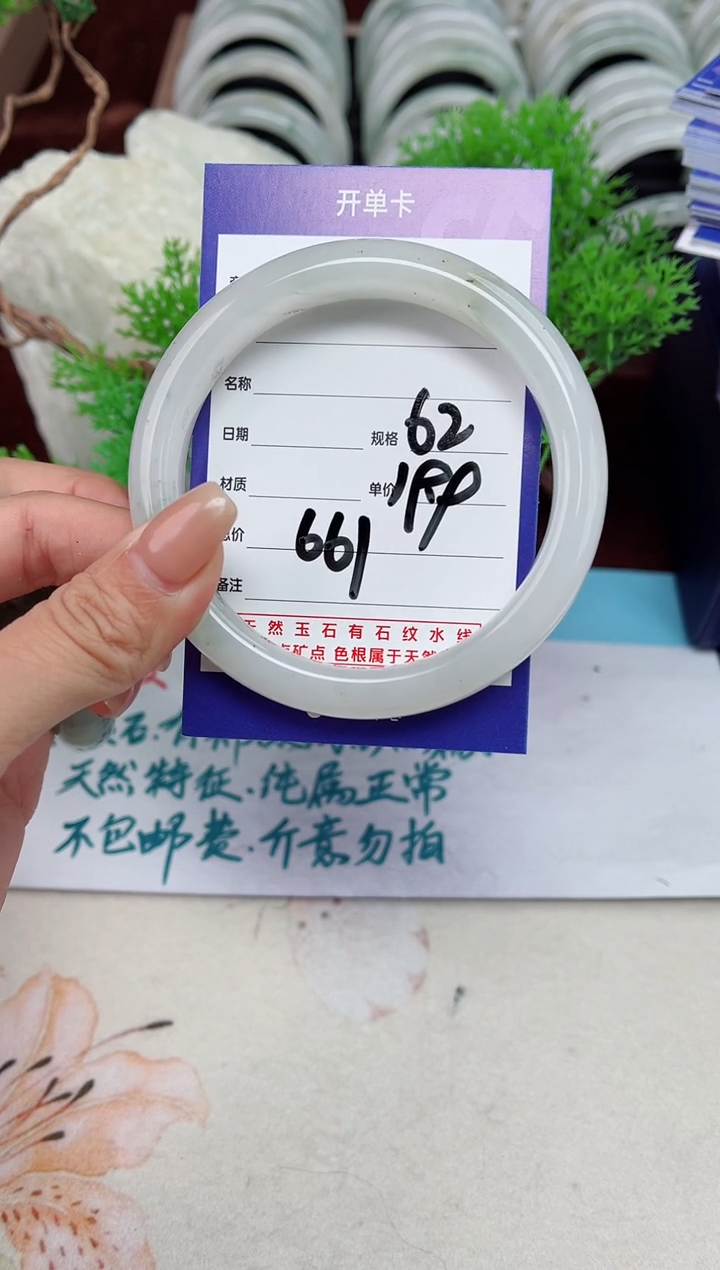 开单卡
名称
日期 规格 62
材质 单价 199
总价 661
备注
然玉石有石纹水线
矿点 色根属于天然
天然特征.纯属正常
不包邮费.介意勿拍